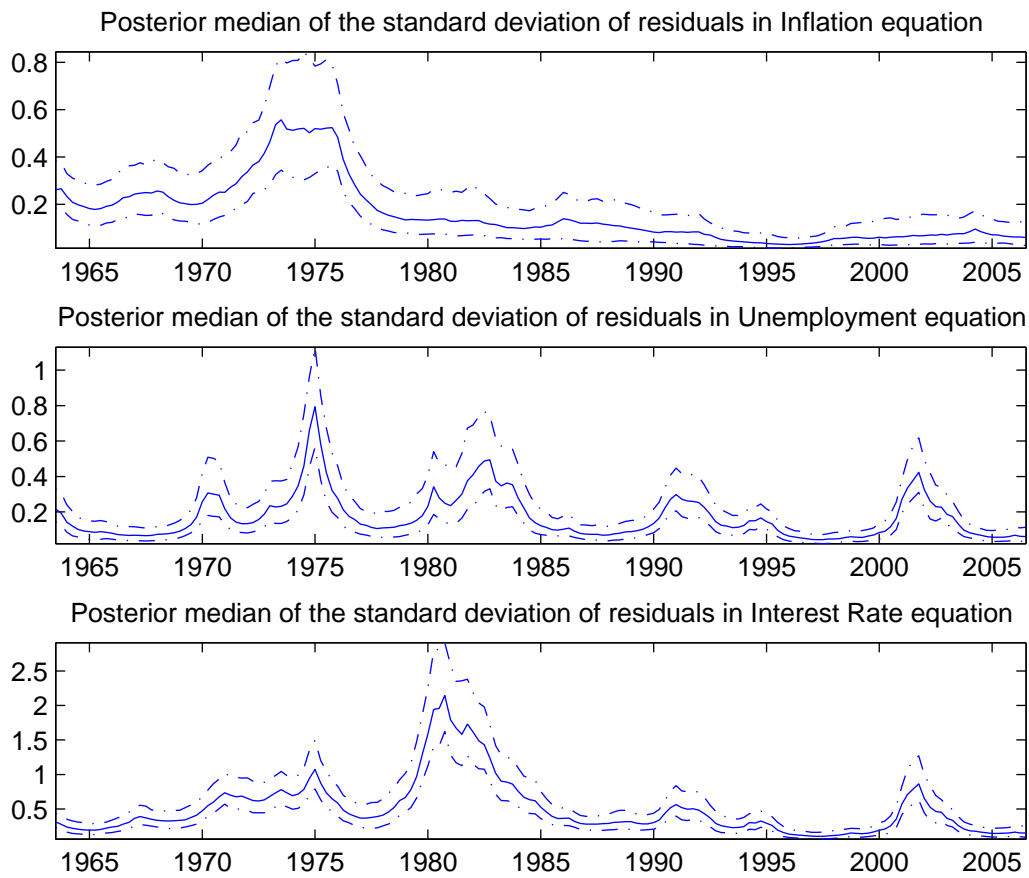 Posterior median of the standard deviation of residuals in Inflation equation
0.8
0.6
0.4
0.2
1965 1970 1975 1980 1985 1990 1995 2000 2005
Posterior median of the standard deviation of residuals in Unemployment equation
1
0.8
0.6
0.4
0.2
1965 1970 1975 1980 1985 1990 1995 2000 2005
Posterior median of the standard deviation of residuals in Interest Rate equation
2.5
2
1.5
1
0.5
1965 1970 1975 1980 1985 1990 1995 2000 2005